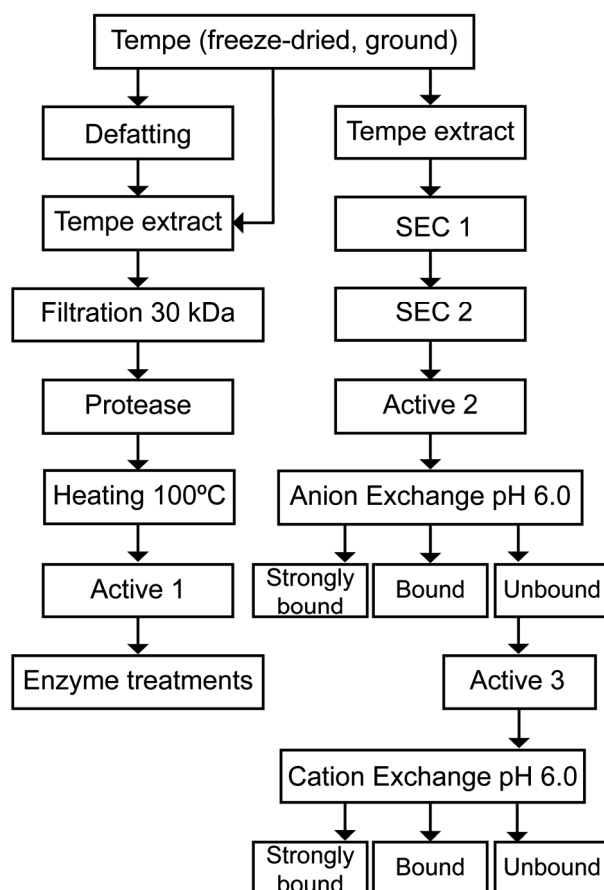 Tempe (freeze-dried, ground)
Defatting
Tempe extract
Filtration 30 kDa
Protease
Heating 100ºC
Active 1
Enzyme treatments
Tempe extract
SEC 1
SEC 2
Active 2
Anion Exchange pH 6.0
Strongly
bound
Bound
Unbound
Active 3
Cation Exchange pH 6.0
Strongly
bound
Bound
Unbound